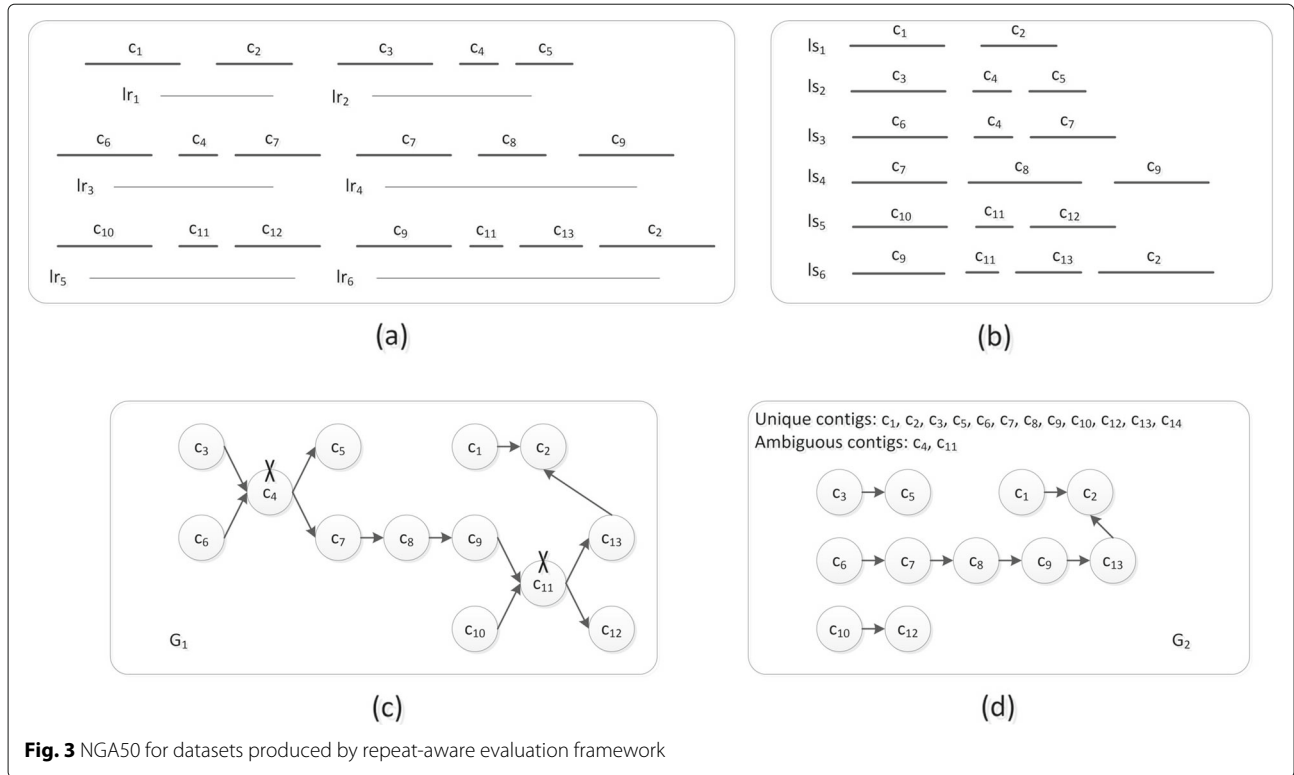 c₁ c₂ c₃ c₄ c₅
lr₁ lr₂
c₆ c₄ c₇ c₇ c₈ c₉
lr₃ lr₄
c₁₀ c₁₁ c₁₂ c₉ c₁₁ c₁₃ c₂
lr₅ lr₆
(a)
ls₁ c₁ c₂
ls₂ c₃ c₄ c₅
ls₃ c₆ c₄ c₇
ls₄ c₇ c₈ c₉
ls₅ c₁₀ c₁₁ c₁₂
ls₆ c₉ c₁₁ c₁₃ c₂
(b)
c₃ c₅ c₁ c₂
X
c₄
c₆ c₇ c₈ c₉ c₁₃
X
c₁₁
c₁₀ c₁₂
G₁
(c)
Unique contigs: c₁, c₂, c₃, c₅, c₆, c₇, c₈, c₉, c₁₀, c₁₂, c₁₃, c₁₄
Ambiguous contigs: c₄, c₁₁
c₃ c₅ c₁ c₂
c₆ c₇ c₈ c₉ c₁₃
c₁₀ c₁₂
G₂
(d)
Fig. 3 NGA50 for datasets produced by repeat-aware evaluation framework